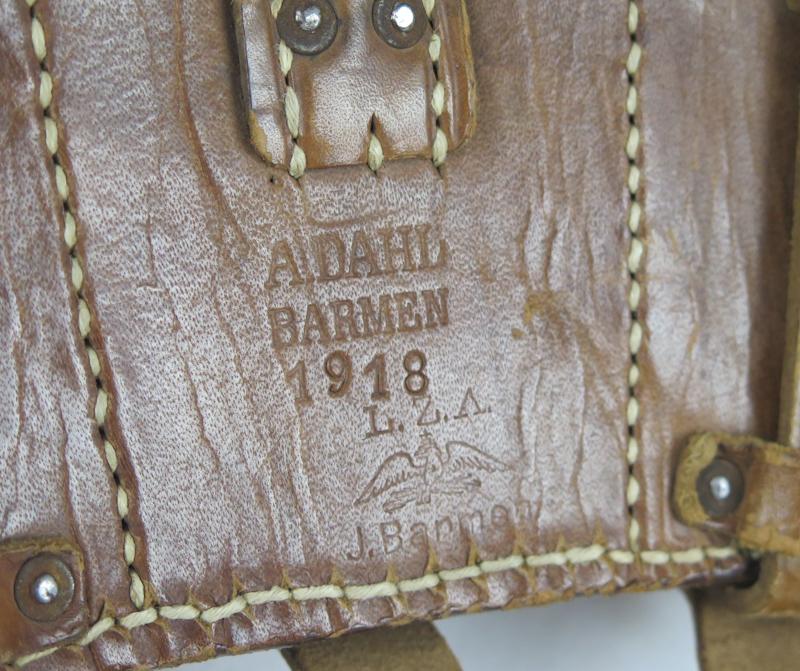 A. DAHL
BARMEN
1918
L. Z. A.
J. Barmen